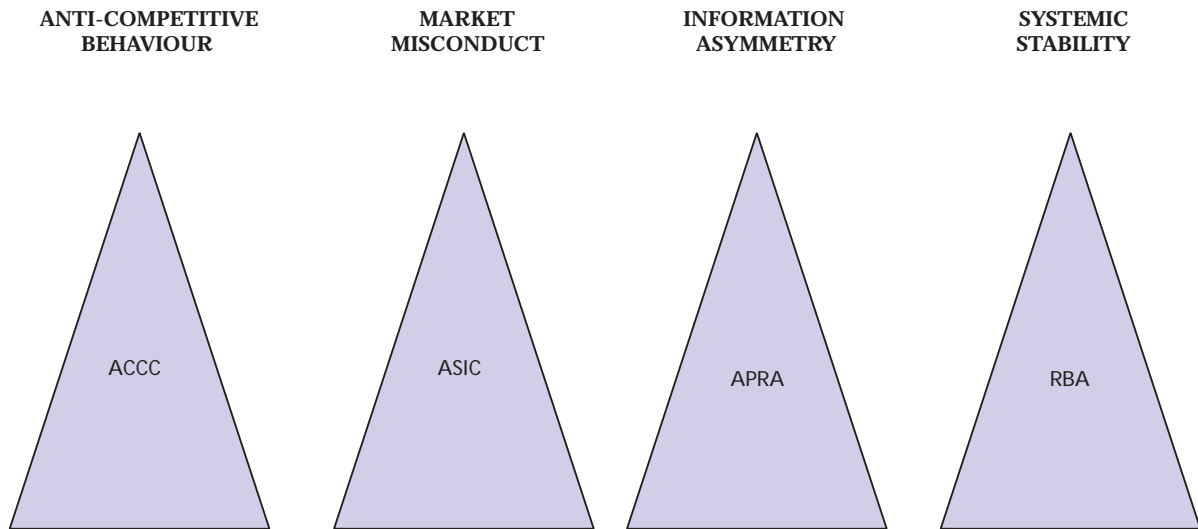 ANTI-COMPETITIVE
BEHAVIOUR
MARKET
MISCONDUCT
INFORMATION
ASYMMETRY
SYSTEMIC
STABILITY
ACCC
ASIC
APRA
RBA